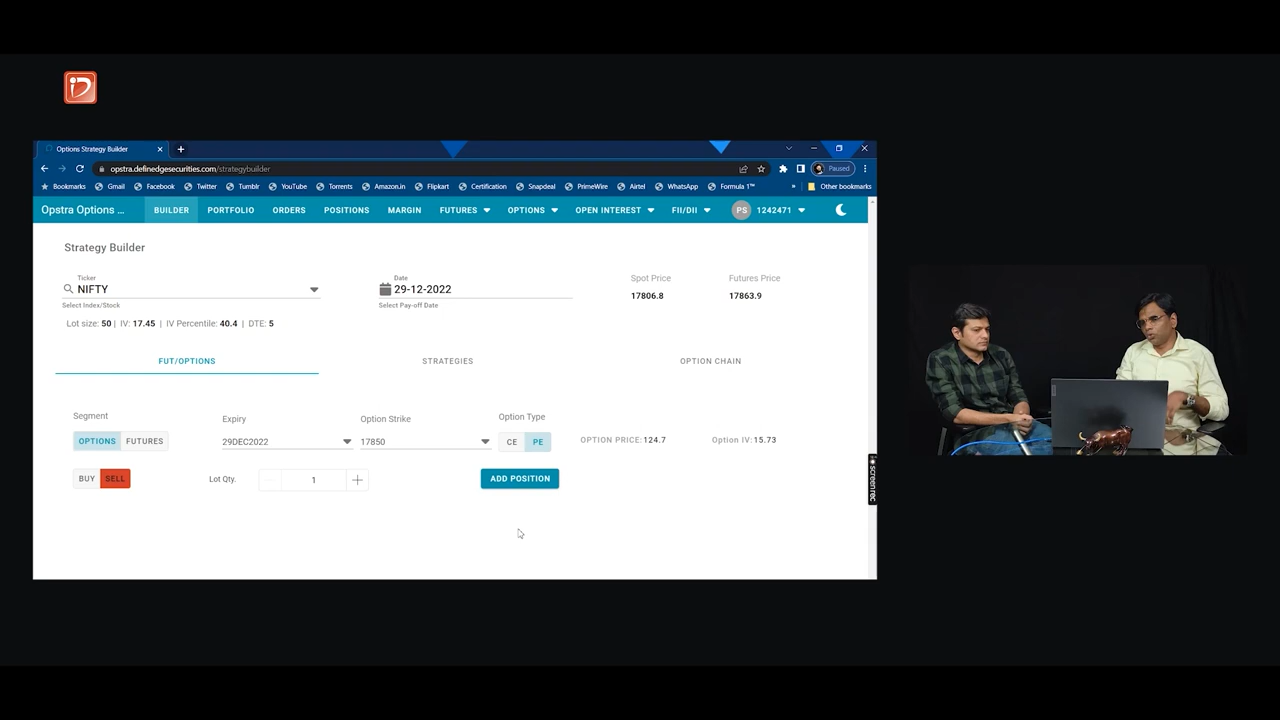 Options Strategy Builder
opstra.definedgesecurities.com/strategybuilder
Paused
Bookmarks Gmail Facebook Twitter Tumblr YouTube Torrents Amazon.in Flipkart Certification Snapdeal PrimeWire Airtel WhatsApp Formula 1™ » Other bookmarks
Opstra Options ... BUILDER PORTFOLIO ORDERS POSITIONS MARGIN FUTURES OPTIONS OPEN INTEREST FII/DII PS 1242471
Strategy Builder
Ticker Date Spot Price Futures Price
NIFTY 29-12-2022 17806.8 17863.9
Select Index/Stock Select Pay-off Date
Lot size: 50 | IV: 17.45 | IV Percentile: 40.4 | DTE: 5
FUT/OPTIONS STRATEGIES OPTION CHAIN
Segment Expiry Option Strike Option Type
OPTIONS FUTURES 29DEC2022 17850 CE PE OPTION PRICE: 124.7 Option IV: 15.73
BUY SELL Lot Qty. 1 ADD POSITION
screenrec